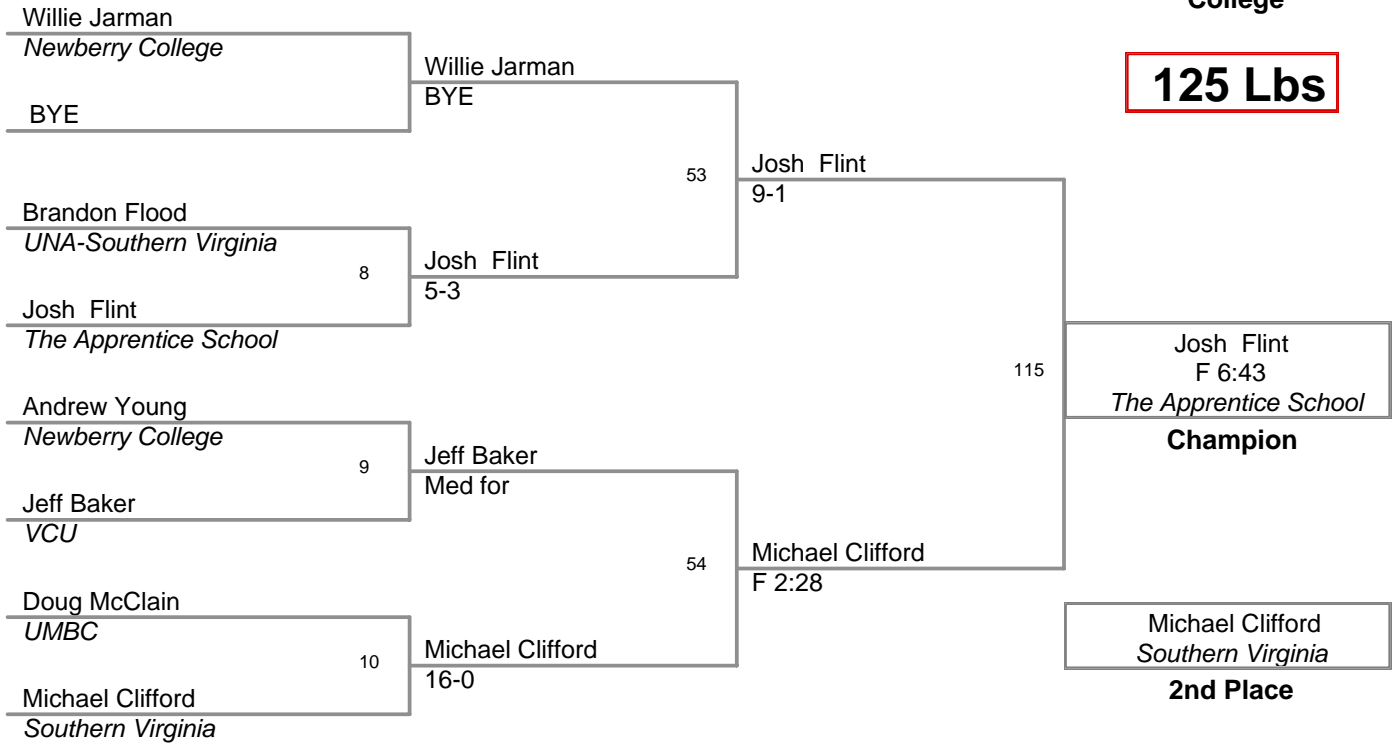 College
125 Lbs
Willie Jarman
Newberry College
BYE
Brandon Flood
UNA-Southern Virginia
8
Josh Flint
The Apprentice School
Andrew Young
Newberry College
9
Jeff Baker
VCU
Doug McClain
UMBC
10
Michael Clifford
Southern Virginia
Willie Jarman
BYE
53
Josh Flint
5-3
Jeff Baker
Med for
54
Michael Clifford
16-0
Josh Flint
9-1
115
Michael Clifford
F 2:28
Josh Flint
F 6:43
The Apprentice School
Champion
Michael Clifford
Southern Virginia
2nd Place